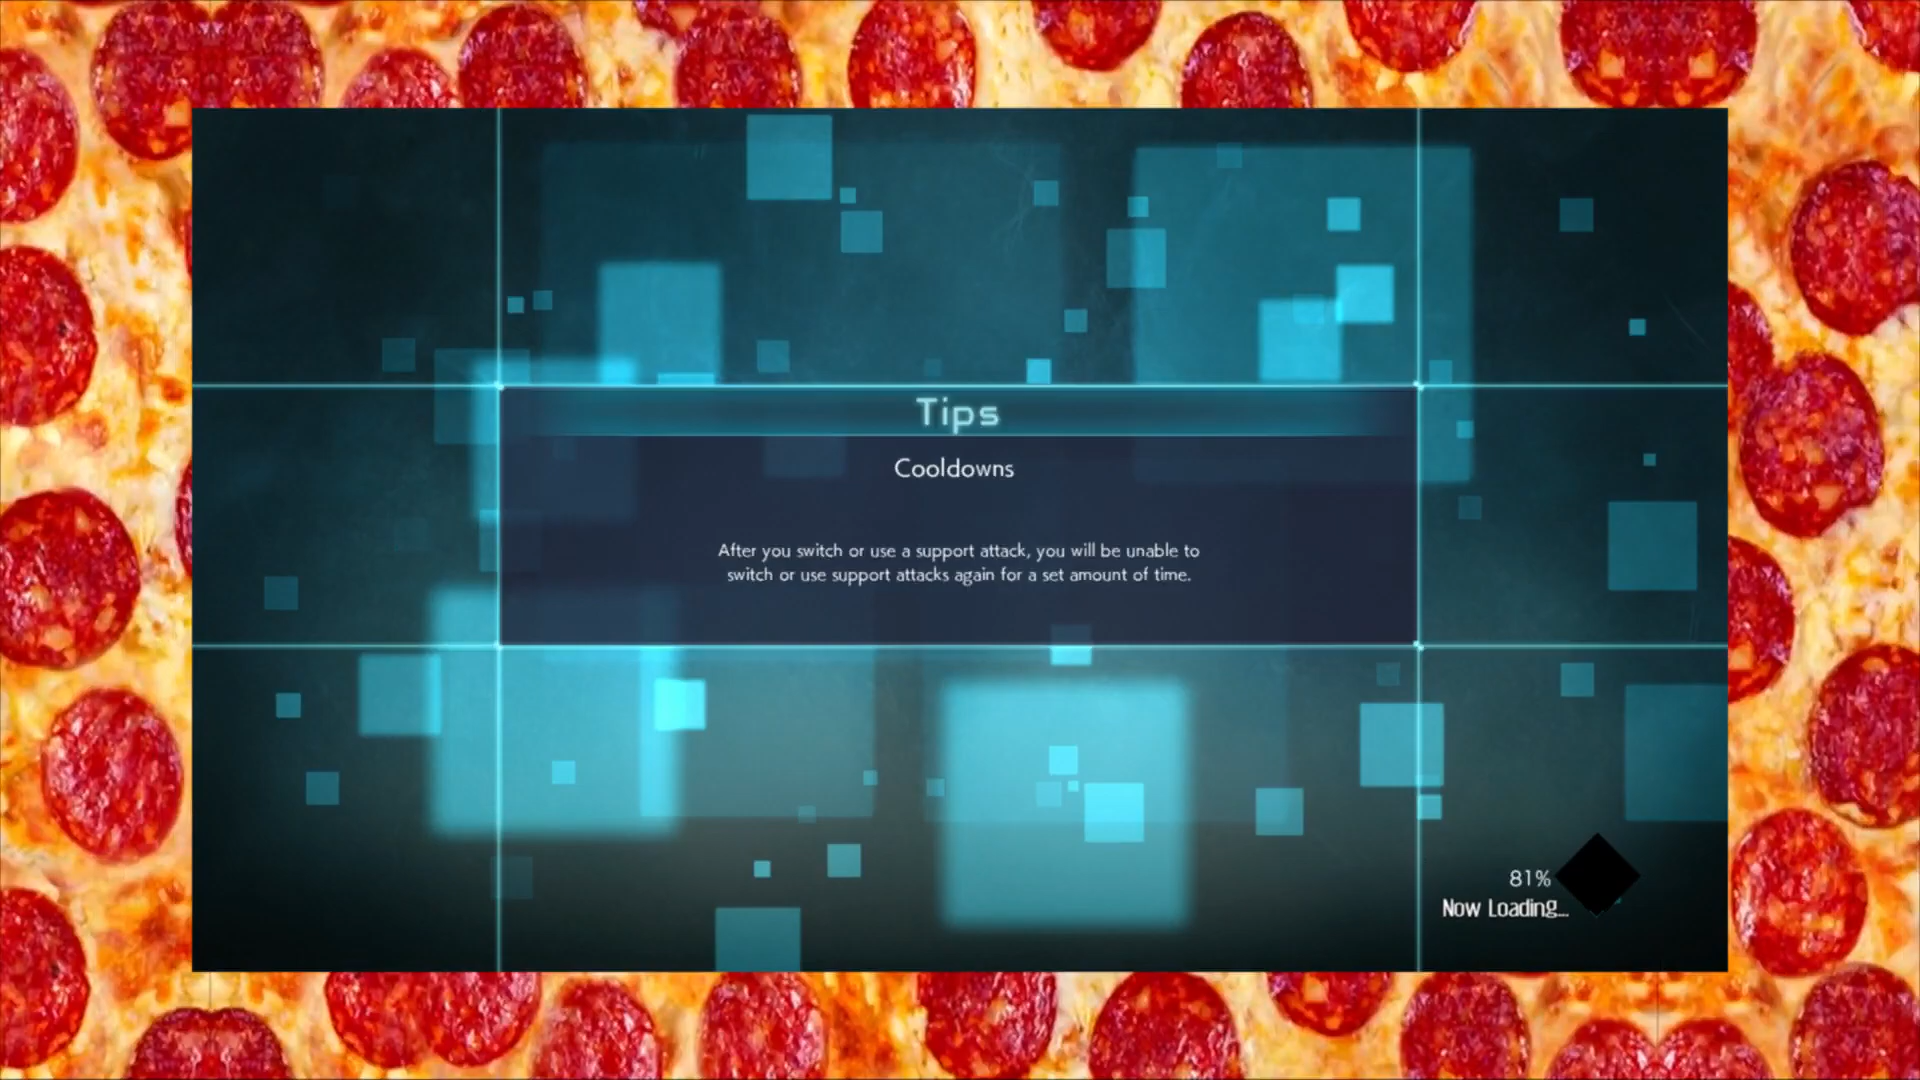 Tips
Cooldowns
After you switch or use a support attack, you will be unable to
switch or use support attacks again for a set amount of time.
81%
Now Loading...